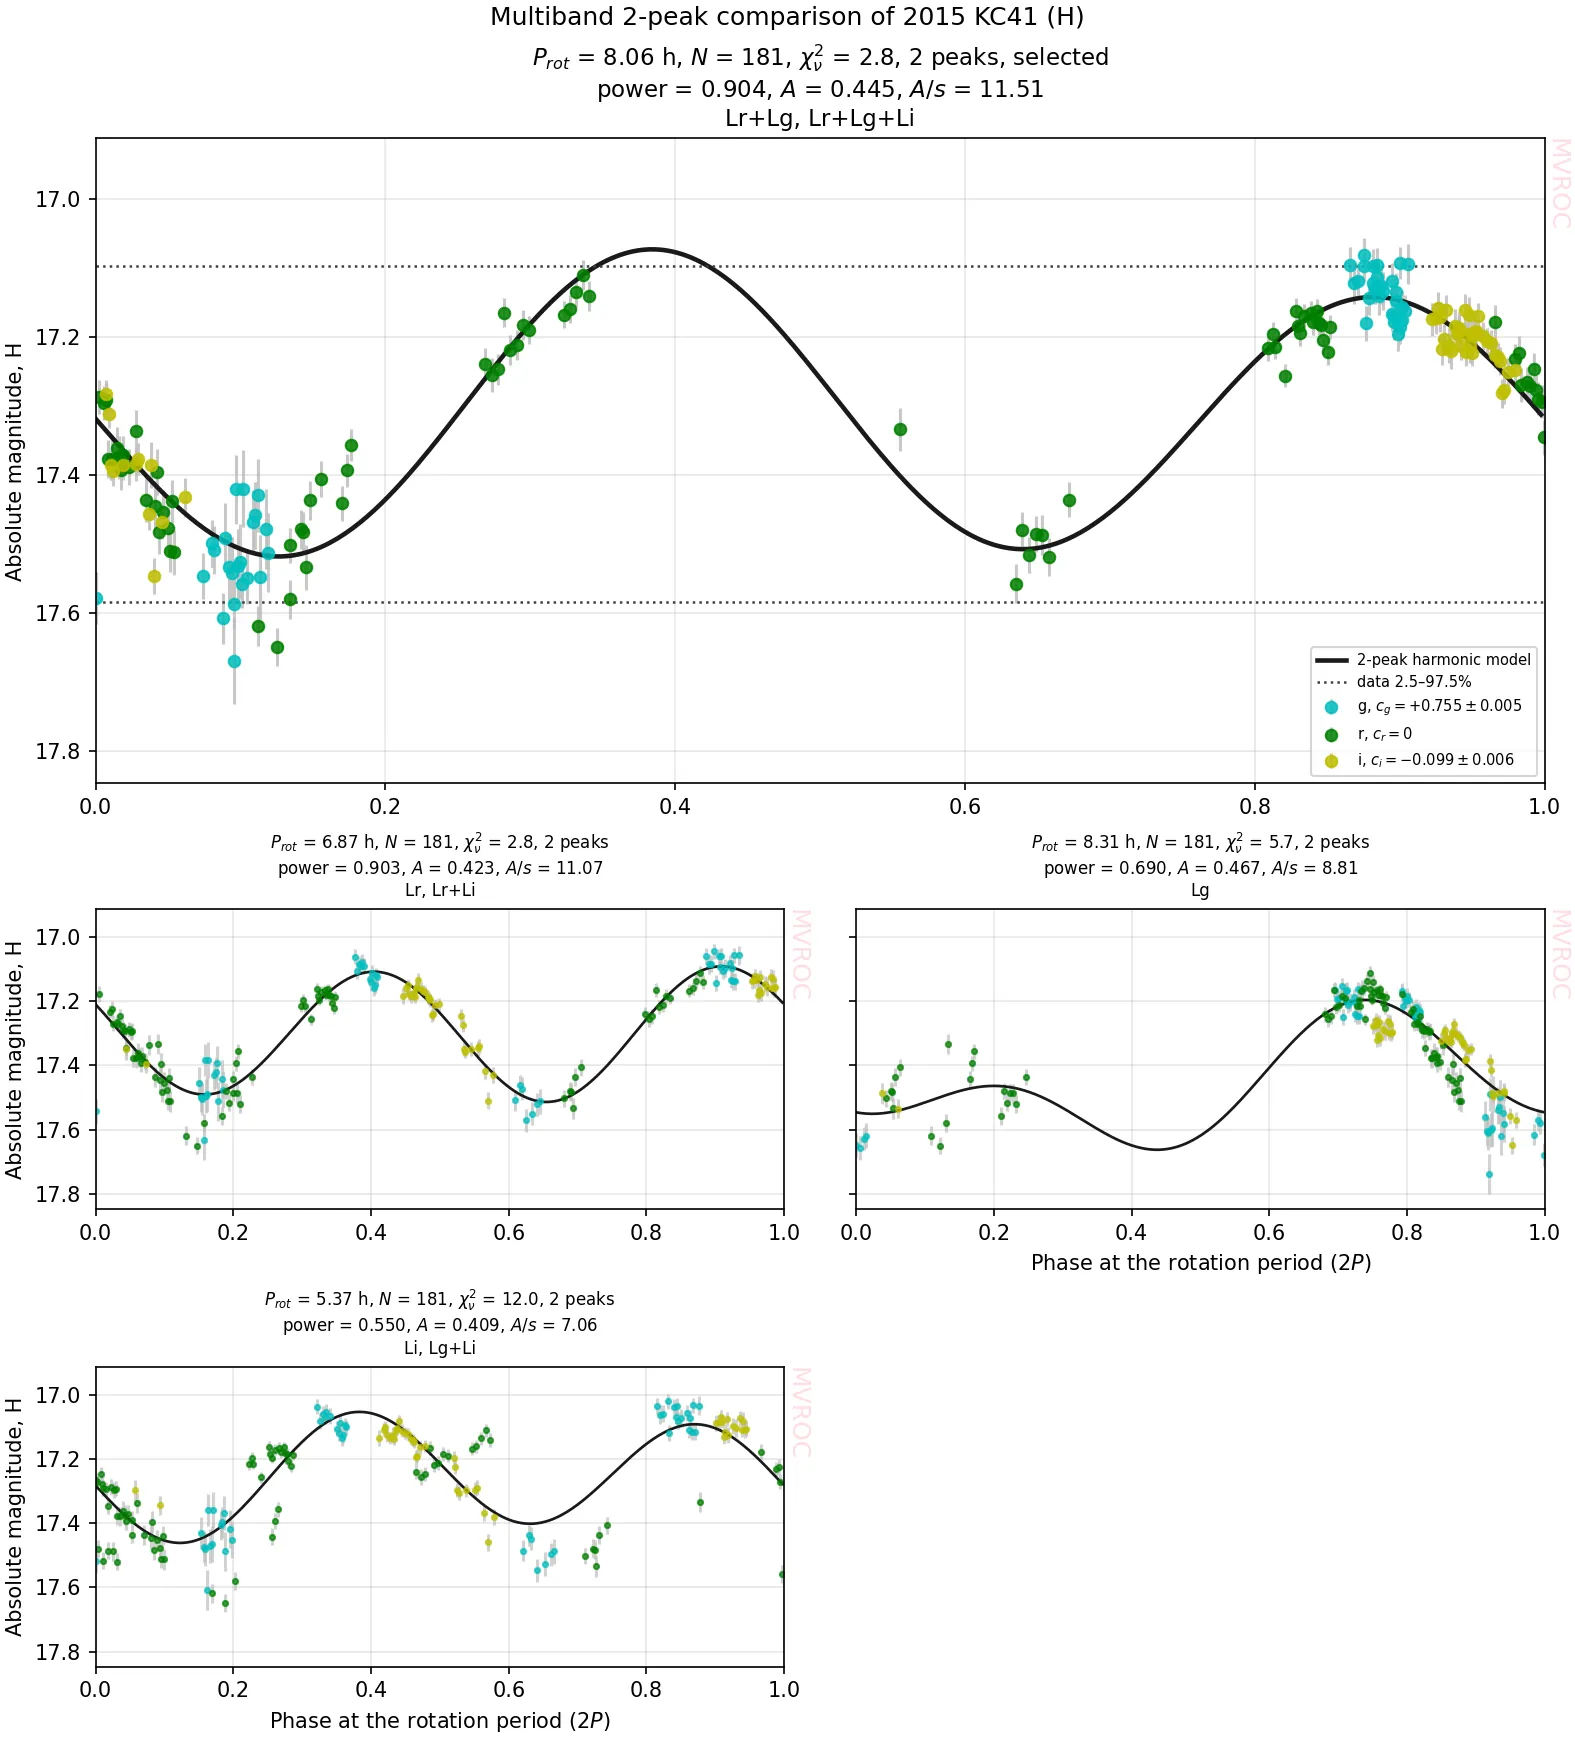 Multiband 2-peak comparison of 2015 KC41 (H)
P_rot = 8.06 h, N = 181, χ²_ν = 2.8, 2 peaks, selected
power = 0.904, A = 0.445, A/s = 11.51
Lr+Lg, Lr+Lg+Li
MVROC
17.0
17.2
17.4
17.6
17.8
Absolute magnitude, H
2-peak harmonic model
data 2.5–97.5%
g, c_g = +0.755 ± 0.005
r, c_r = 0
i, c_i = −0.099 ± 0.006
0.0 0.2 0.4 0.6 0.8 1.0
P_rot = 6.87 h, N = 181, χ²_ν = 2.8, 2 peaks
power = 0.903, A = 0.423, A/s = 11.07
Lr, Lr+Li
MVROC
17.0
17.2
17.4
17.6
17.8
Absolute magnitude, H
0.0 0.2 0.4 0.6 0.8 1.0
P_rot = 8.31 h, N = 181, χ²_ν = 5.7, 2 peaks
power = 0.690, A = 0.467, A/s = 8.81
Lg
MVROC
0.0 0.2 0.4 0.6 0.8 1.0
Phase at the rotation period (2P)
P_rot = 5.37 h, N = 181, χ²_ν = 12.0, 2 peaks
power = 0.550, A = 0.409, A/s = 7.06
Li, Lg+Li
MVROC
17.0
17.2
17.4
17.6
17.8
Absolute magnitude, H
0.0 0.2 0.4 0.6 0.8 1.0
Phase at the rotation period (2P)